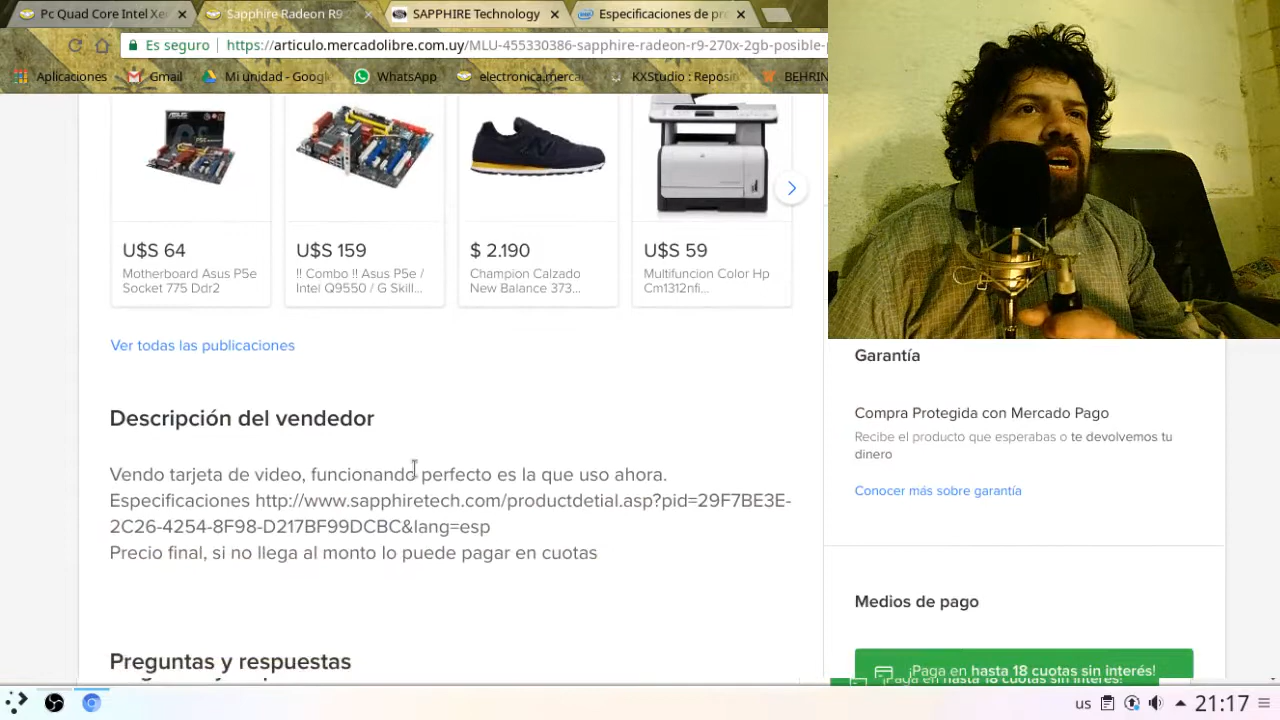 Pc Quad Core Intel Xe
Sapphire Radeon R9 2
SAPPHIRE Technology
Especificaciones de pr
Es seguro
https://articulo.mercadolibre.com.uy/MLU-455330386-sapphire-radeon-r9-270x-2gb-posible-p
Aplicaciones
Gmail
Mi unidad - Googl
WhatsApp
electronica.merca
KXStudio : Reposit
BEHRIN
U$S 64
Motherboard Asus P5e
Socket 775 Ddr2
U$S 159
!! Combo !! Asus P5e /
Intel Q9550 / G Skill...
$ 2.190
Champion Calzado
New Balance 373...
U$S 59
Multifuncion Color Hp
Cm1312nfi...
Ver todas las publicaciones
Descripción del vendedor
Vendo tarjeta de video, funcionando perfecto es la que uso ahora.
Especificaciones http://www.sapphiretech.com/productdetial.asp?pid=29F7BE3E-
2C26-4254-8F98-D217BF99DCBC&lang=esp
Precio final, si no llega al monto lo puede pagar en cuotas
Preguntas y respuestas
Garantía
Compra Protegida con Mercado Pago
Recibe el producto que esperabas o te devolvemos tu
dinero
Conocer más sobre garantía
Medios de pago
¡Paga en hasta 18 cuotas sin interés!
us
21:17